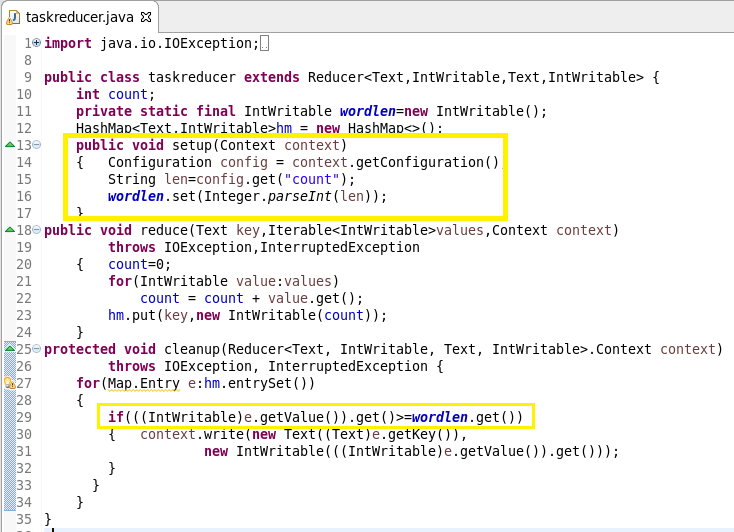 taskreducer.java
1 import java.io.IOException;
8
9 public class taskreducer extends Reducer<Text,IntWritable,Text,IntWritable> {
10     int count;
11     private static final IntWritable wordlen=new IntWritable();
12     HashMap<Text,IntWritable>hm = new HashMap<>();
13     public void setup(Context context)
14     {   Configuration config = context.getConfiguration()
15         String len=config.get("count");
16         wordlen.set(Integer.parseInt(len));
17     }
18 public void reduce(Text key,Iterable<IntWritable>values,Context context)
19         throws IOException,InterruptedException
20     {   count=0;
21         for(IntWritable value:values)
22             count = count + value.get();
23         hm.put(key,new IntWritable(count));
24     }
25 protected void cleanup(Reducer<Text, IntWritable, Text, IntWritable>.Context context)
26         throws IOException, InterruptedException {
27     for(Map.Entry e:hm.entrySet())
28     {
29         if(((IntWritable)e.getValue()).get()>=wordlen.get())
30         {   context.write(new Text((Text)e.getKey()),
31                     new IntWritable(((IntWritable)e.getValue()).get()));
32         }
33       }
34     }
35 }